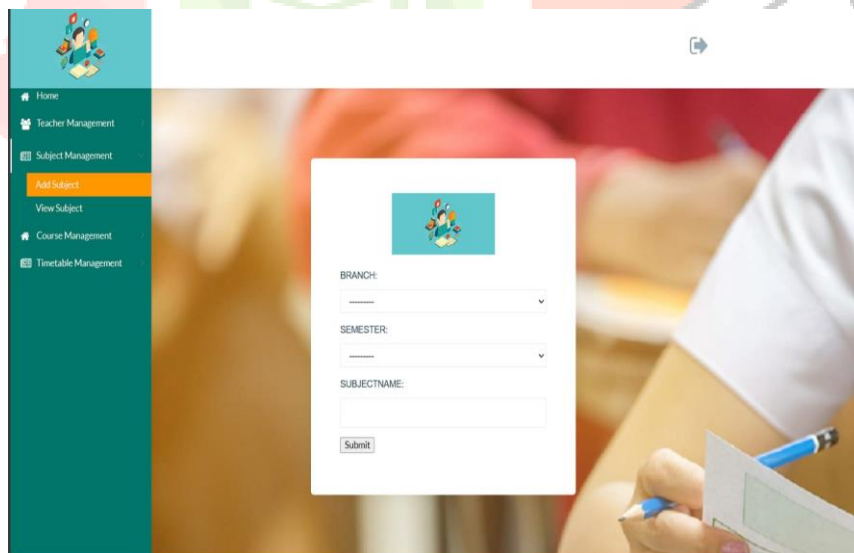 Home
Teacher Management
Subject Management
Add Subject
View Subject
Course Management
Timetable Management
BRANCH:
---------
SEMESTER:
---------
SUBJECTNAME:
Submit